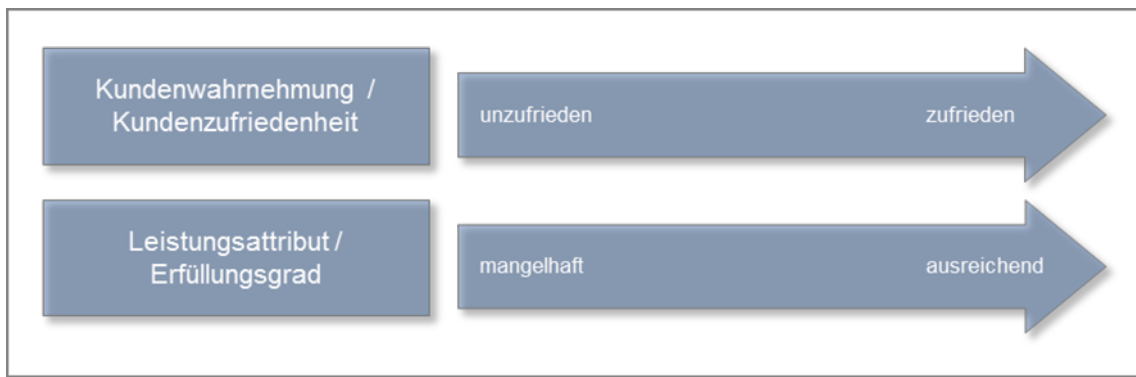 Kundenwahrnehmung /
Kundenzufriedenheit
unzufrieden zufrieden
Leistungsattribut /
Erfüllungsgrad
mangelhaft ausreichend